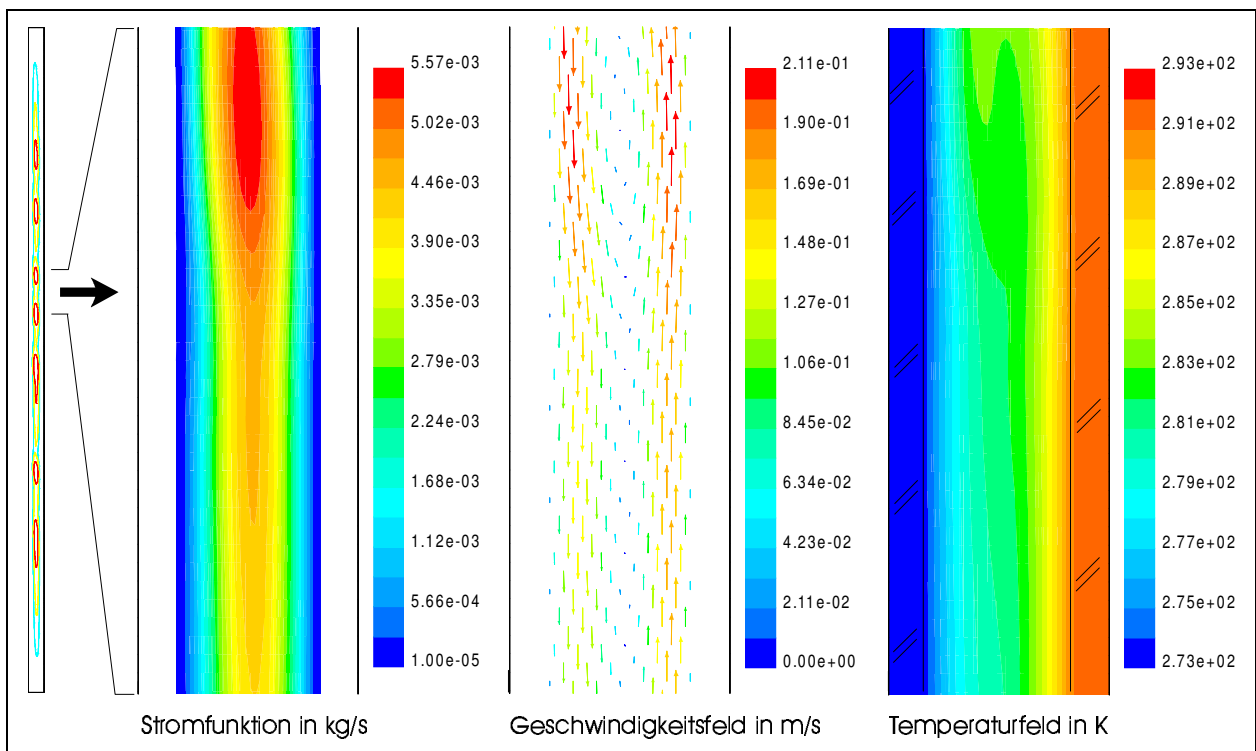 5.57e-03
5.02e-03
4.46e-03
3.90e-03
3.35e-03
2.79e-03
2.24e-03
1.68e-03
1.12e-03
5.66e-04
1.00e-05
Stromfunktion in kg/s
2.11e-01
1.90e-01
1.69e-01
1.48e-01
1.27e-01
1.06e-01
8.45e-02
6.34e-02
4.23e-02
2.11e-02
0.00e+00
Geschwindigkeitsfeld in m/s
2.93e+02
2.91e+02
2.89e+02
2.87e+02
2.85e+02
2.83e+02
2.81e+02
2.79e+02
2.77e+02
2.75e+02
2.73e+02
Temperaturfeld in K